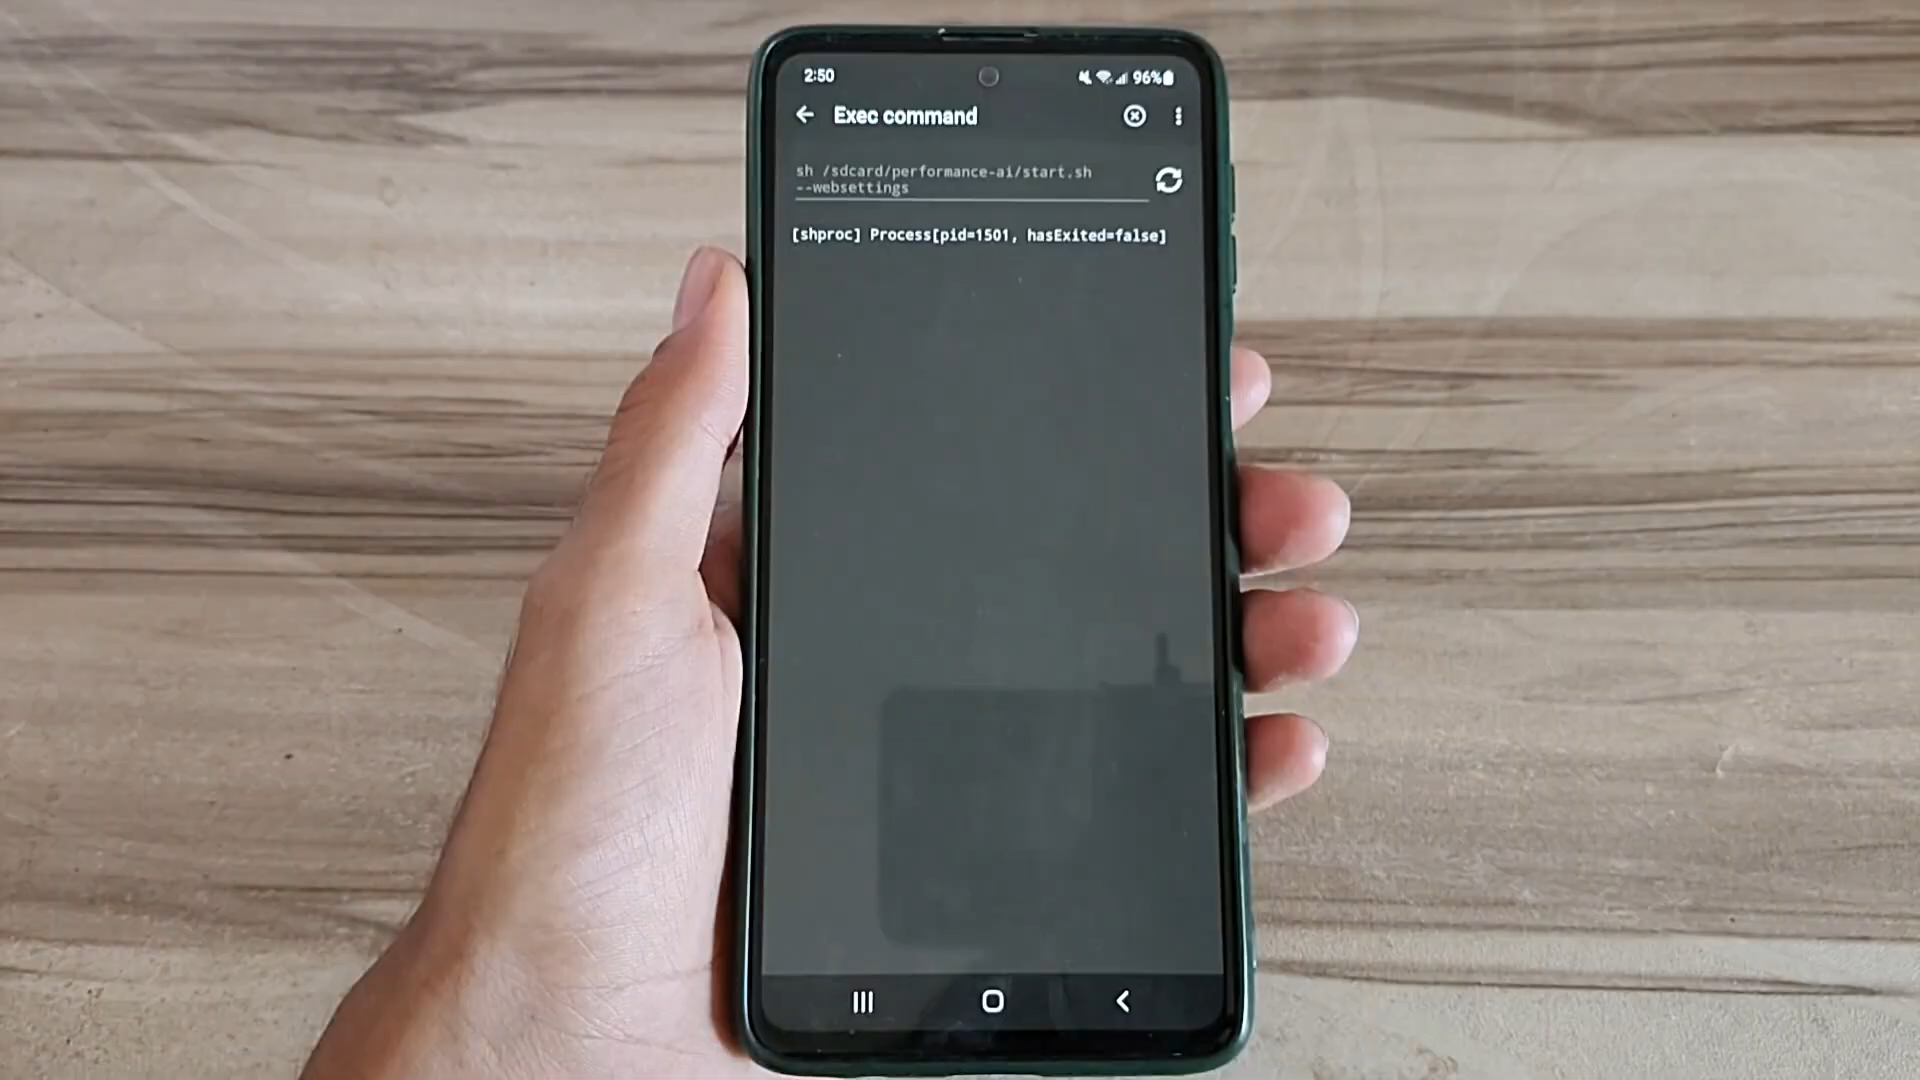 2:50 96%
Exec command
sh /sdcard/performance-ai/start.sh
--websettings
[shproc] Process[pid=1501, hasExited=false]